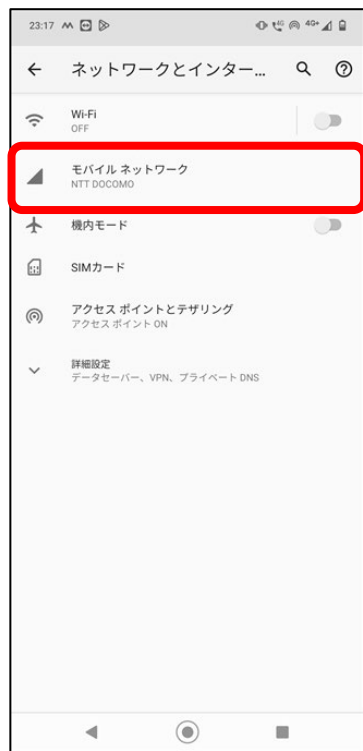 23:17
4G+
ネットワークとインター...
Wi-Fi
OFF
モバイル ネットワーク
NTT DOCOMO
機内モード
SIMカード
アクセス ポイントとテザリング
アクセス ポイント ON
詳細設定
データセーバー、VPN、プライベート DNS